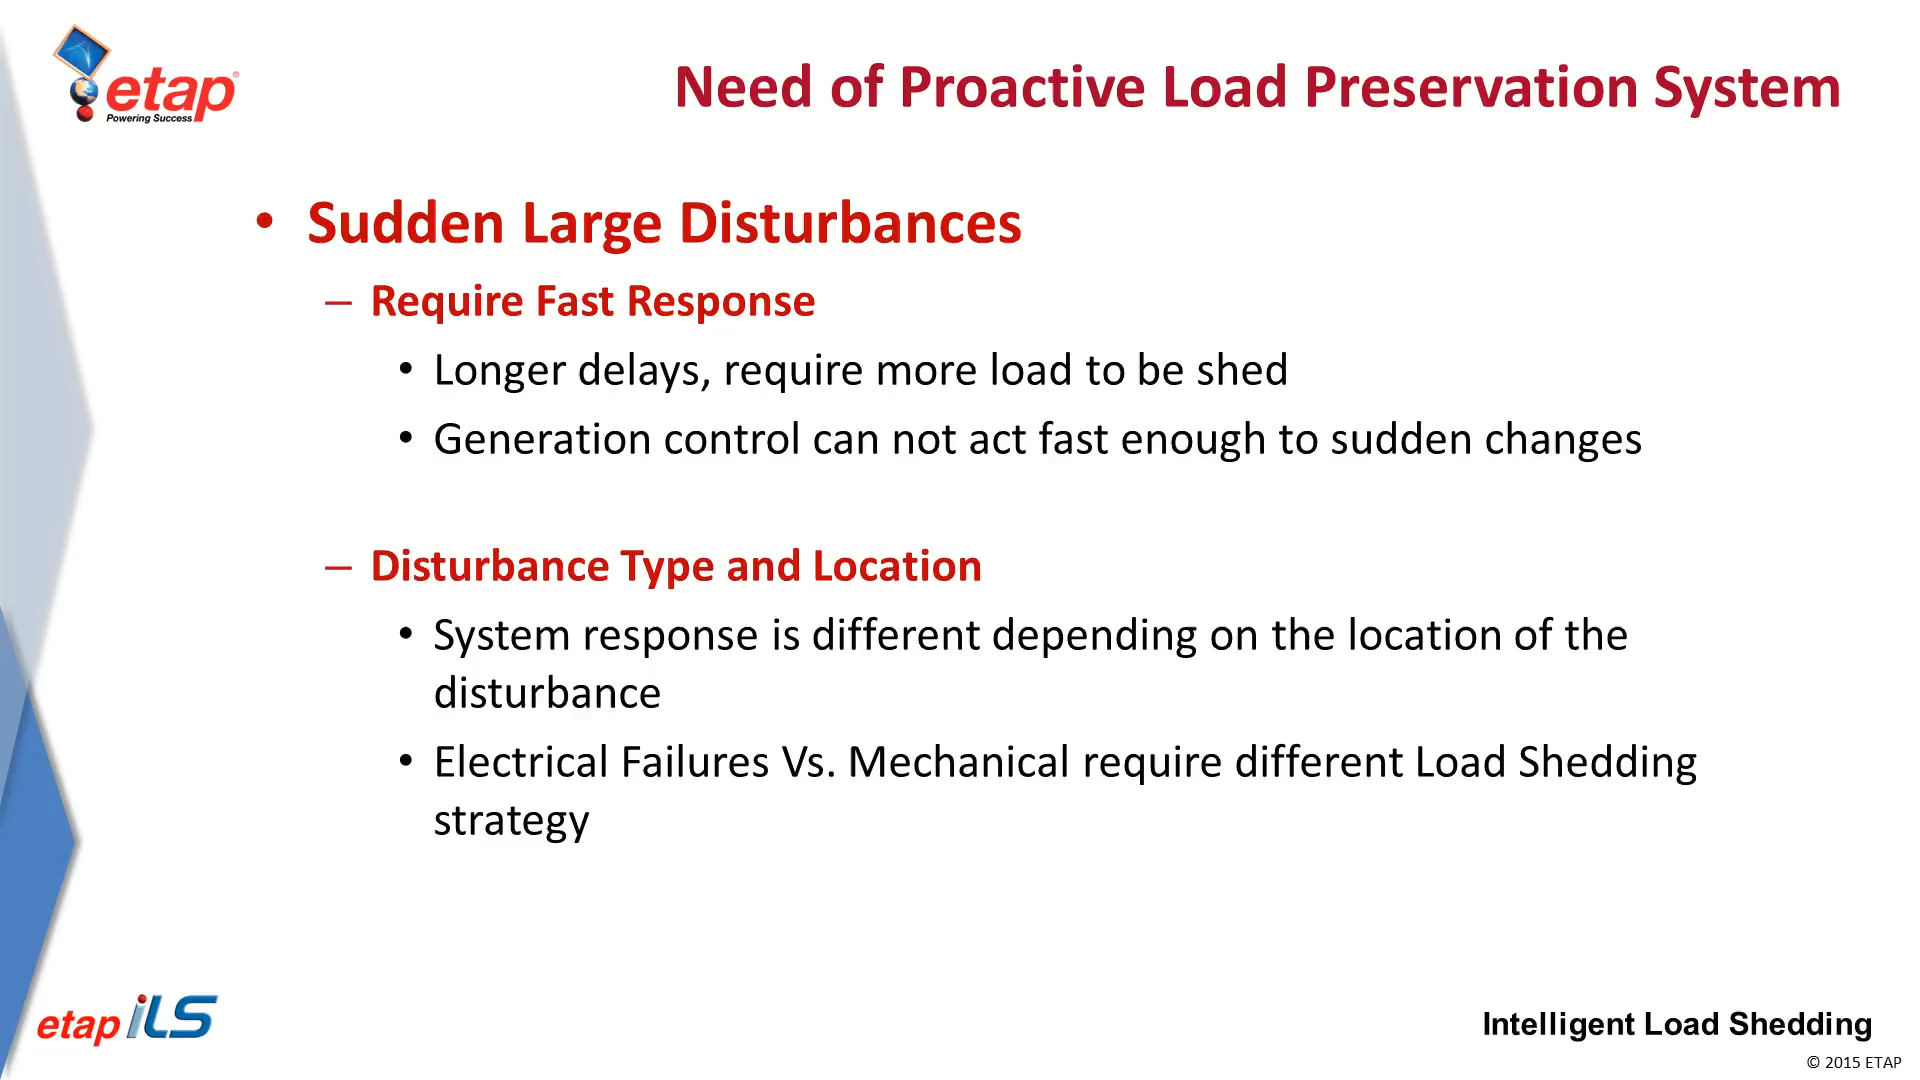 etap®
Powering Success
Need of Proactive Load Preservation System
• Sudden Large Disturbances
– Require Fast Response
• Longer delays, require more load to be shed
• Generation control can not act fast enough to sudden changes
– Disturbance Type and Location
• System response is different depending on the location of the
disturbance
• Electrical Failures Vs. Mechanical require different Load Shedding
strategy
etap iLS
Intelligent Load Shedding
© 2015 ETAP